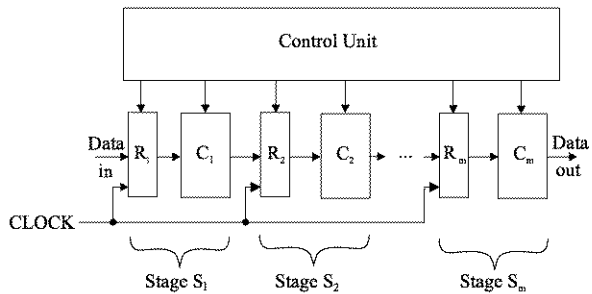 Control Unit
Data in
R₁
C₁
R₂
C₂
...
Rₘ
Cₘ
Data out
CLOCK
Stage S₁
Stage S₂
Stage Sₘ